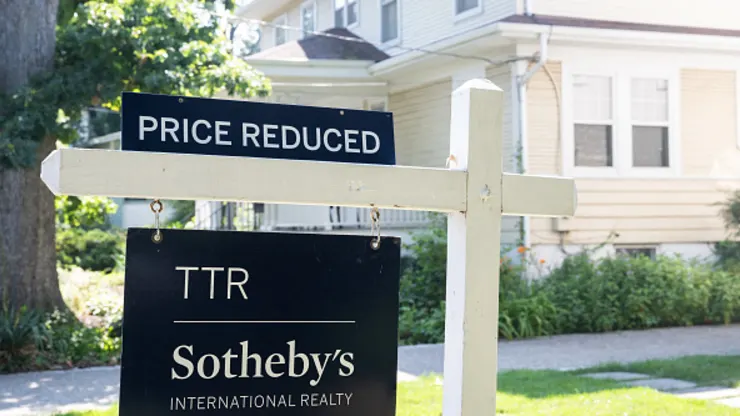 PRICE REDUCED
TTR
Sotheby's
INTERNATIONAL REALTY